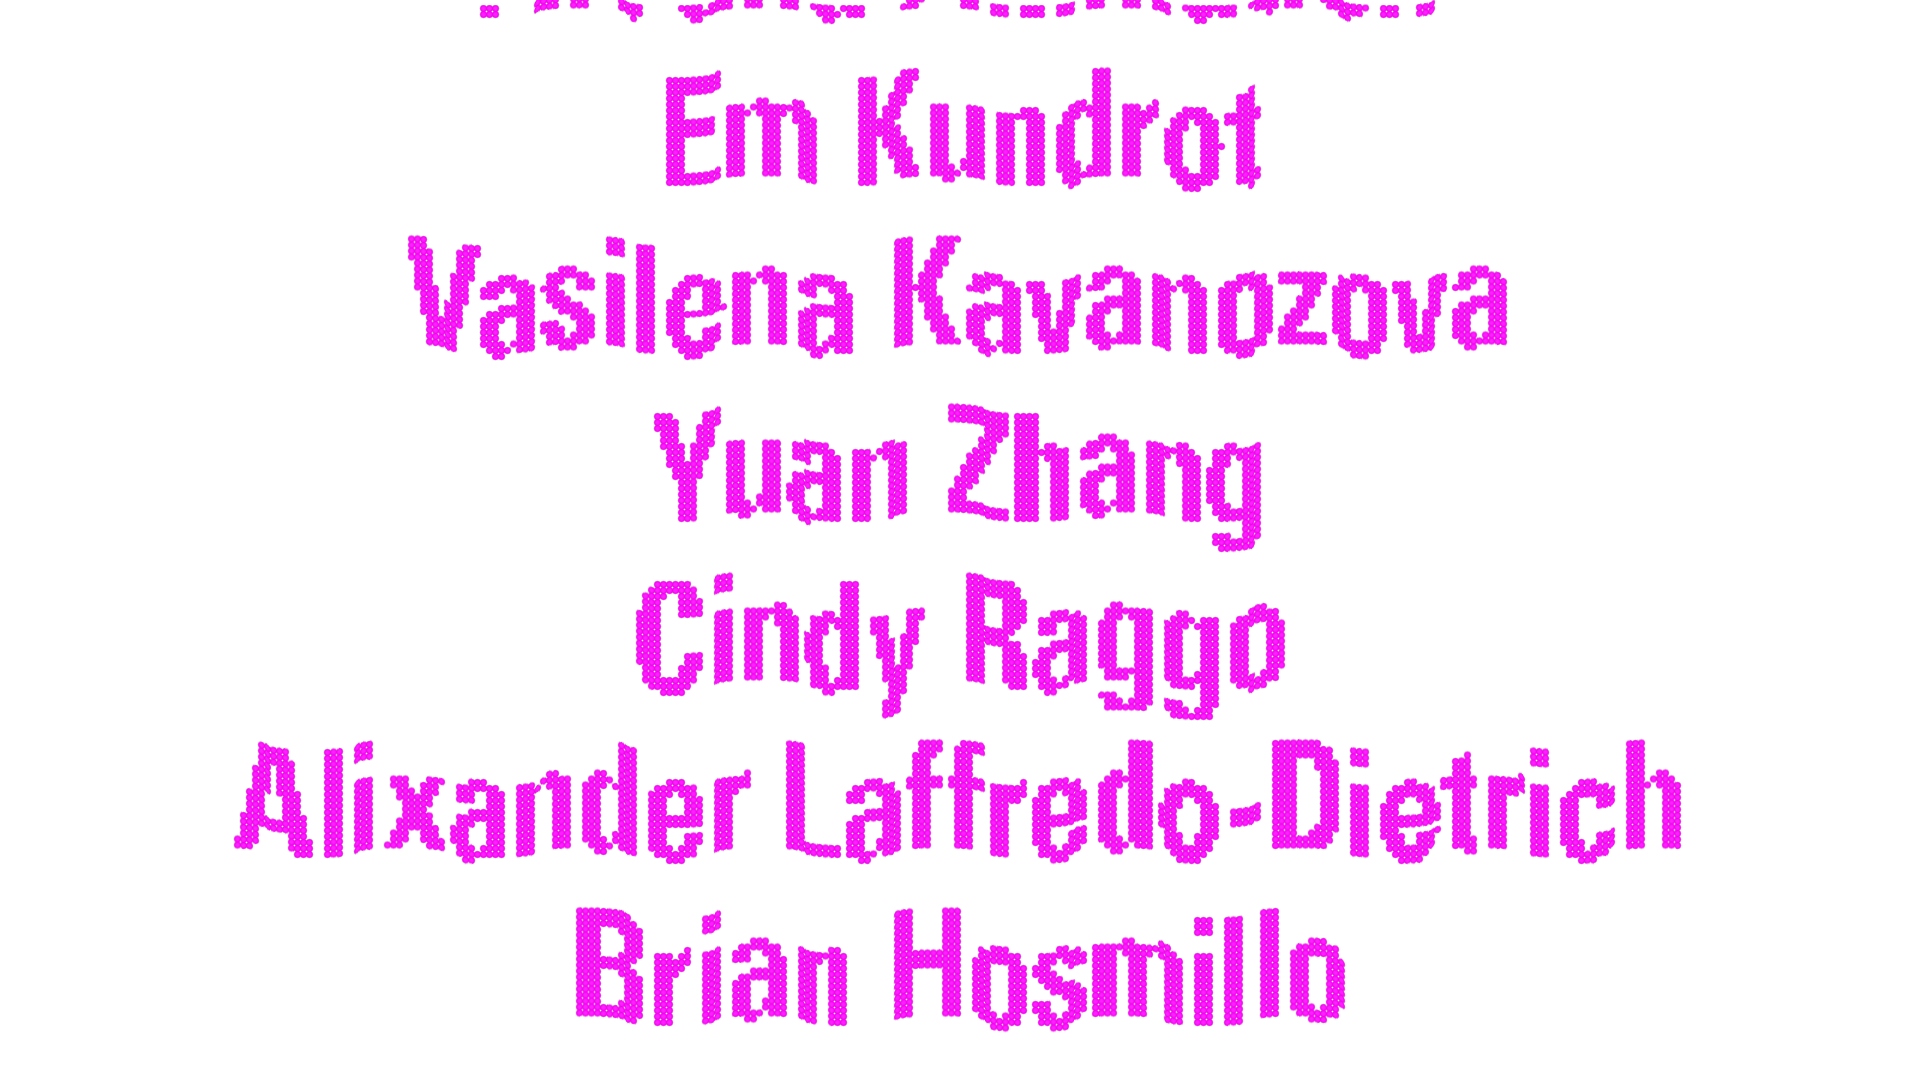 Em Kundrot
Vasilena Kavanozova
Yuan Zhang
Cindy Raggo
Alixander Laffredo-Dietrich
Brian Hosmillo